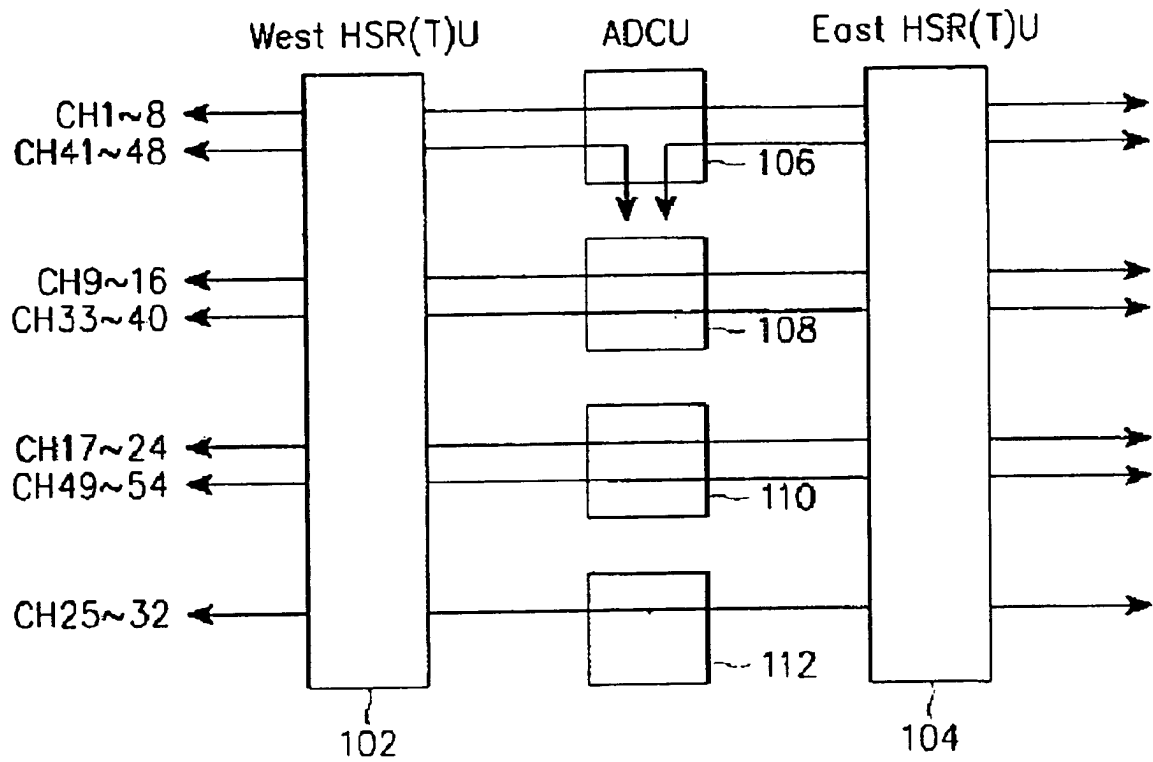 West HSR(T)U
ADCU
East HSR(T)U
CH1~8
CH41~48
106
CH9~16
CH33~40
108
CH17~24
CH49~54
110
CH25~32
112
102
104